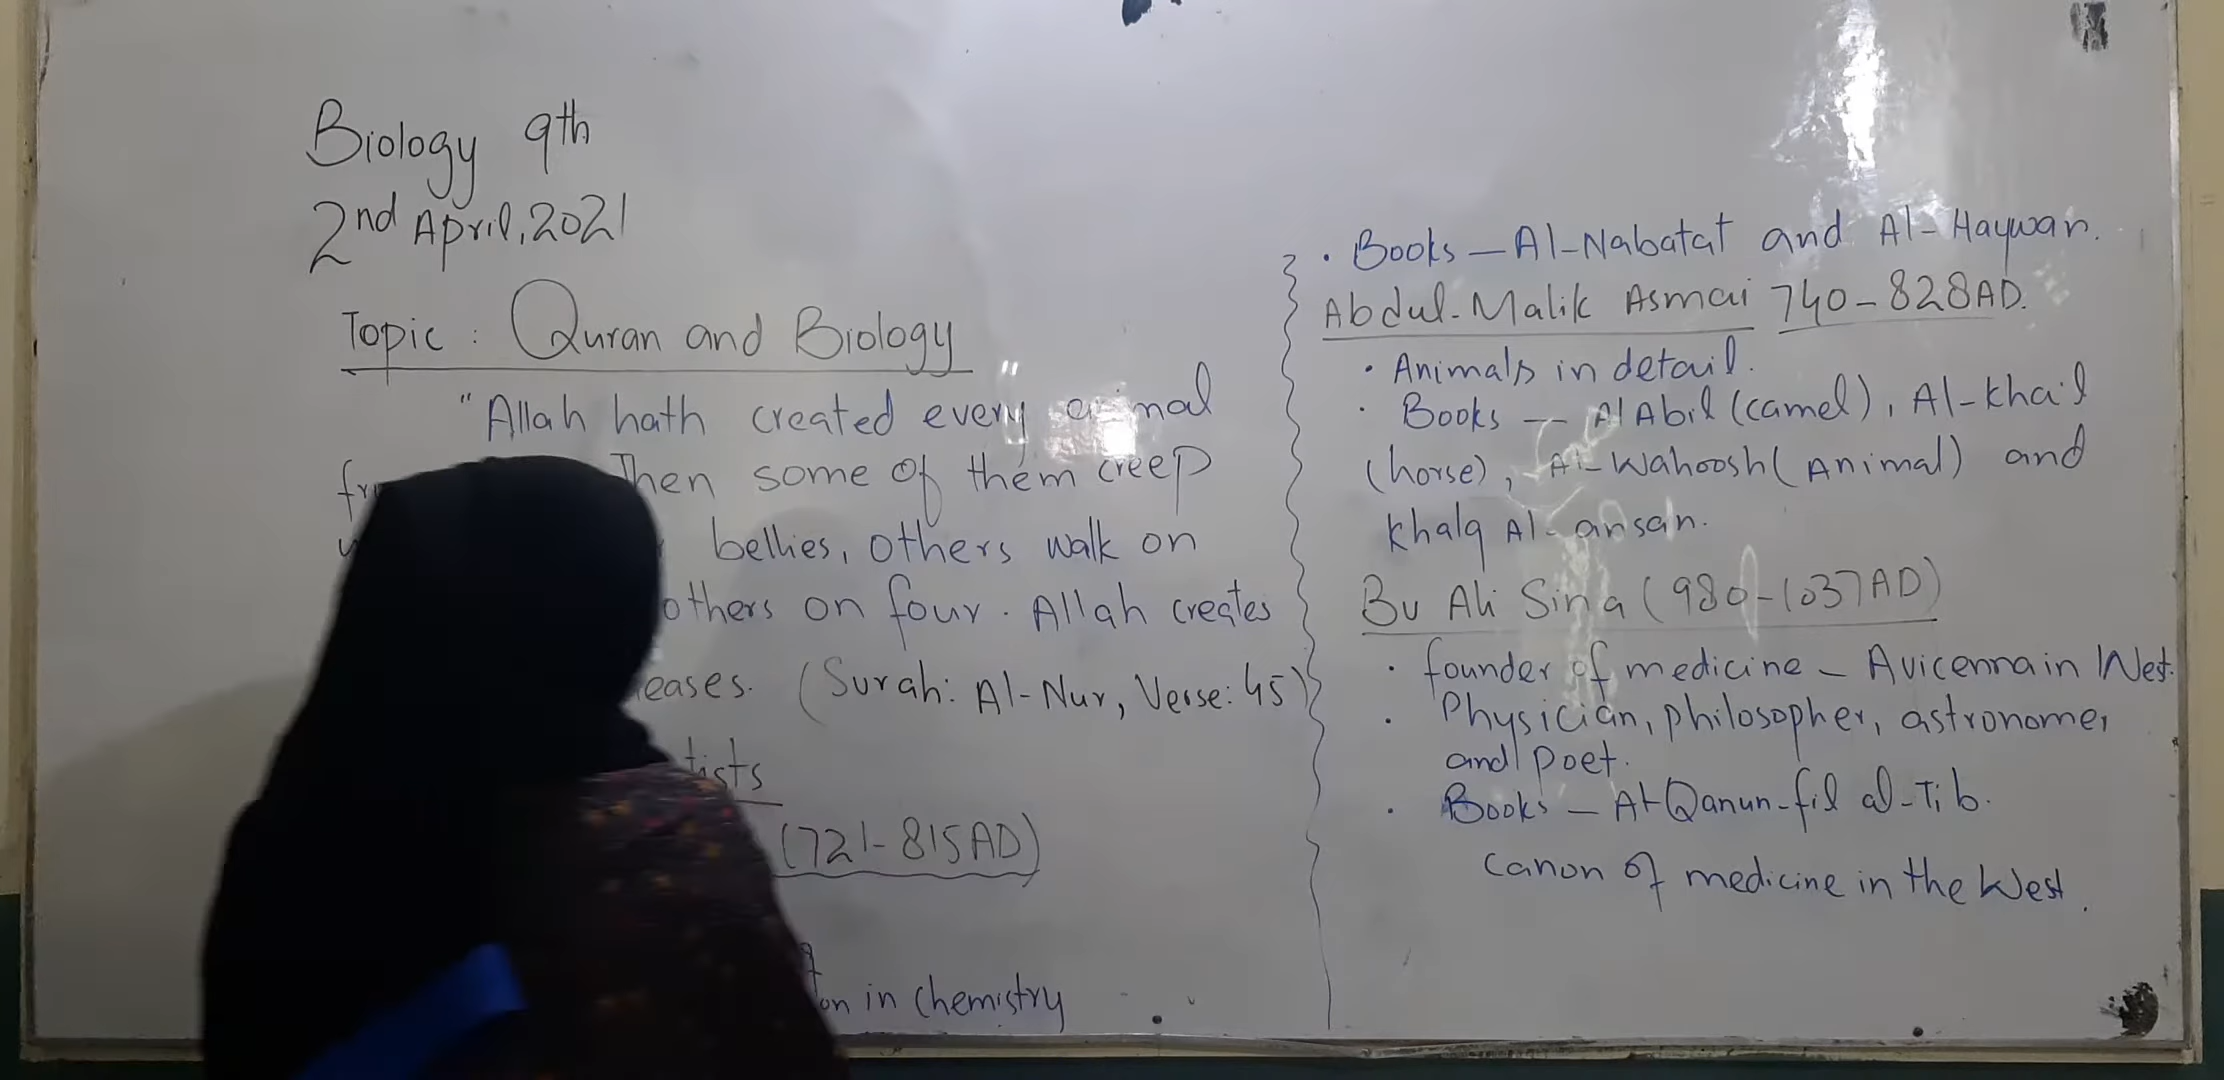 Biology 9th
2nd April, 2021
Topic : Quran and Biology
"Allah hath created every animal
Then some of them creep
bellies, others walk on
others on four. Allah creates
eases. (Surah: Al-Nur, Verse: 45)
tists
(721-815AD)
on in chemistry
• Books — Al-Nabatat and Al-Haywan.
Abdul-Malik Asmai 740-828AD.
• Animals in detail.
• Books — Al Abil (camel), Al-khail
(horse), Al-Wahoosh (Animal) and
khalq Al-ansan.
Bu Ali Sina (980-1037AD)
• founder of medicine - Avicenna in West.
• Physician, philosopher, astronomer
and poet.
• Books — Al-Qanun-fil al-Tib.
canon of medicine in the West.